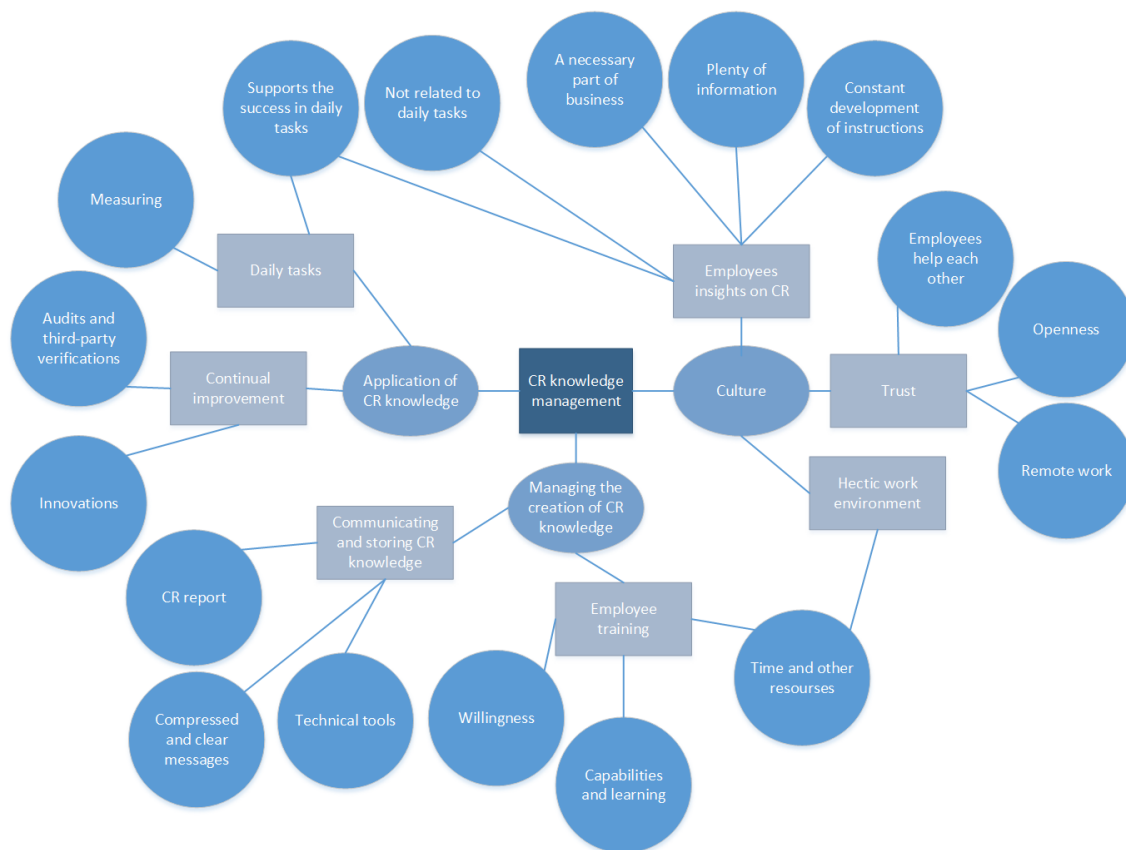 A necessary
part of
business
Plenty of
information
Supports the
success in daily
tasks
Not related to
daily tasks
Constant
development
of instructions
Measuring
Employees
help each
other
Daily tasks
Employees
insights on CR
Openness
Audits and
third-party
verifications
Continual
improvement
Application of
CR knowledge
CR knowledge
management
Culture
Trust
Remote work
Innovations
Managing the
creation of CR
knowledge
Hectic work
environment
Communicating
and storing CR
knowledge
CR report
Employee
training
Time and other
resourses
Compressed
and clear
messages
Technical tools
Willingness
Capabilities
and learning